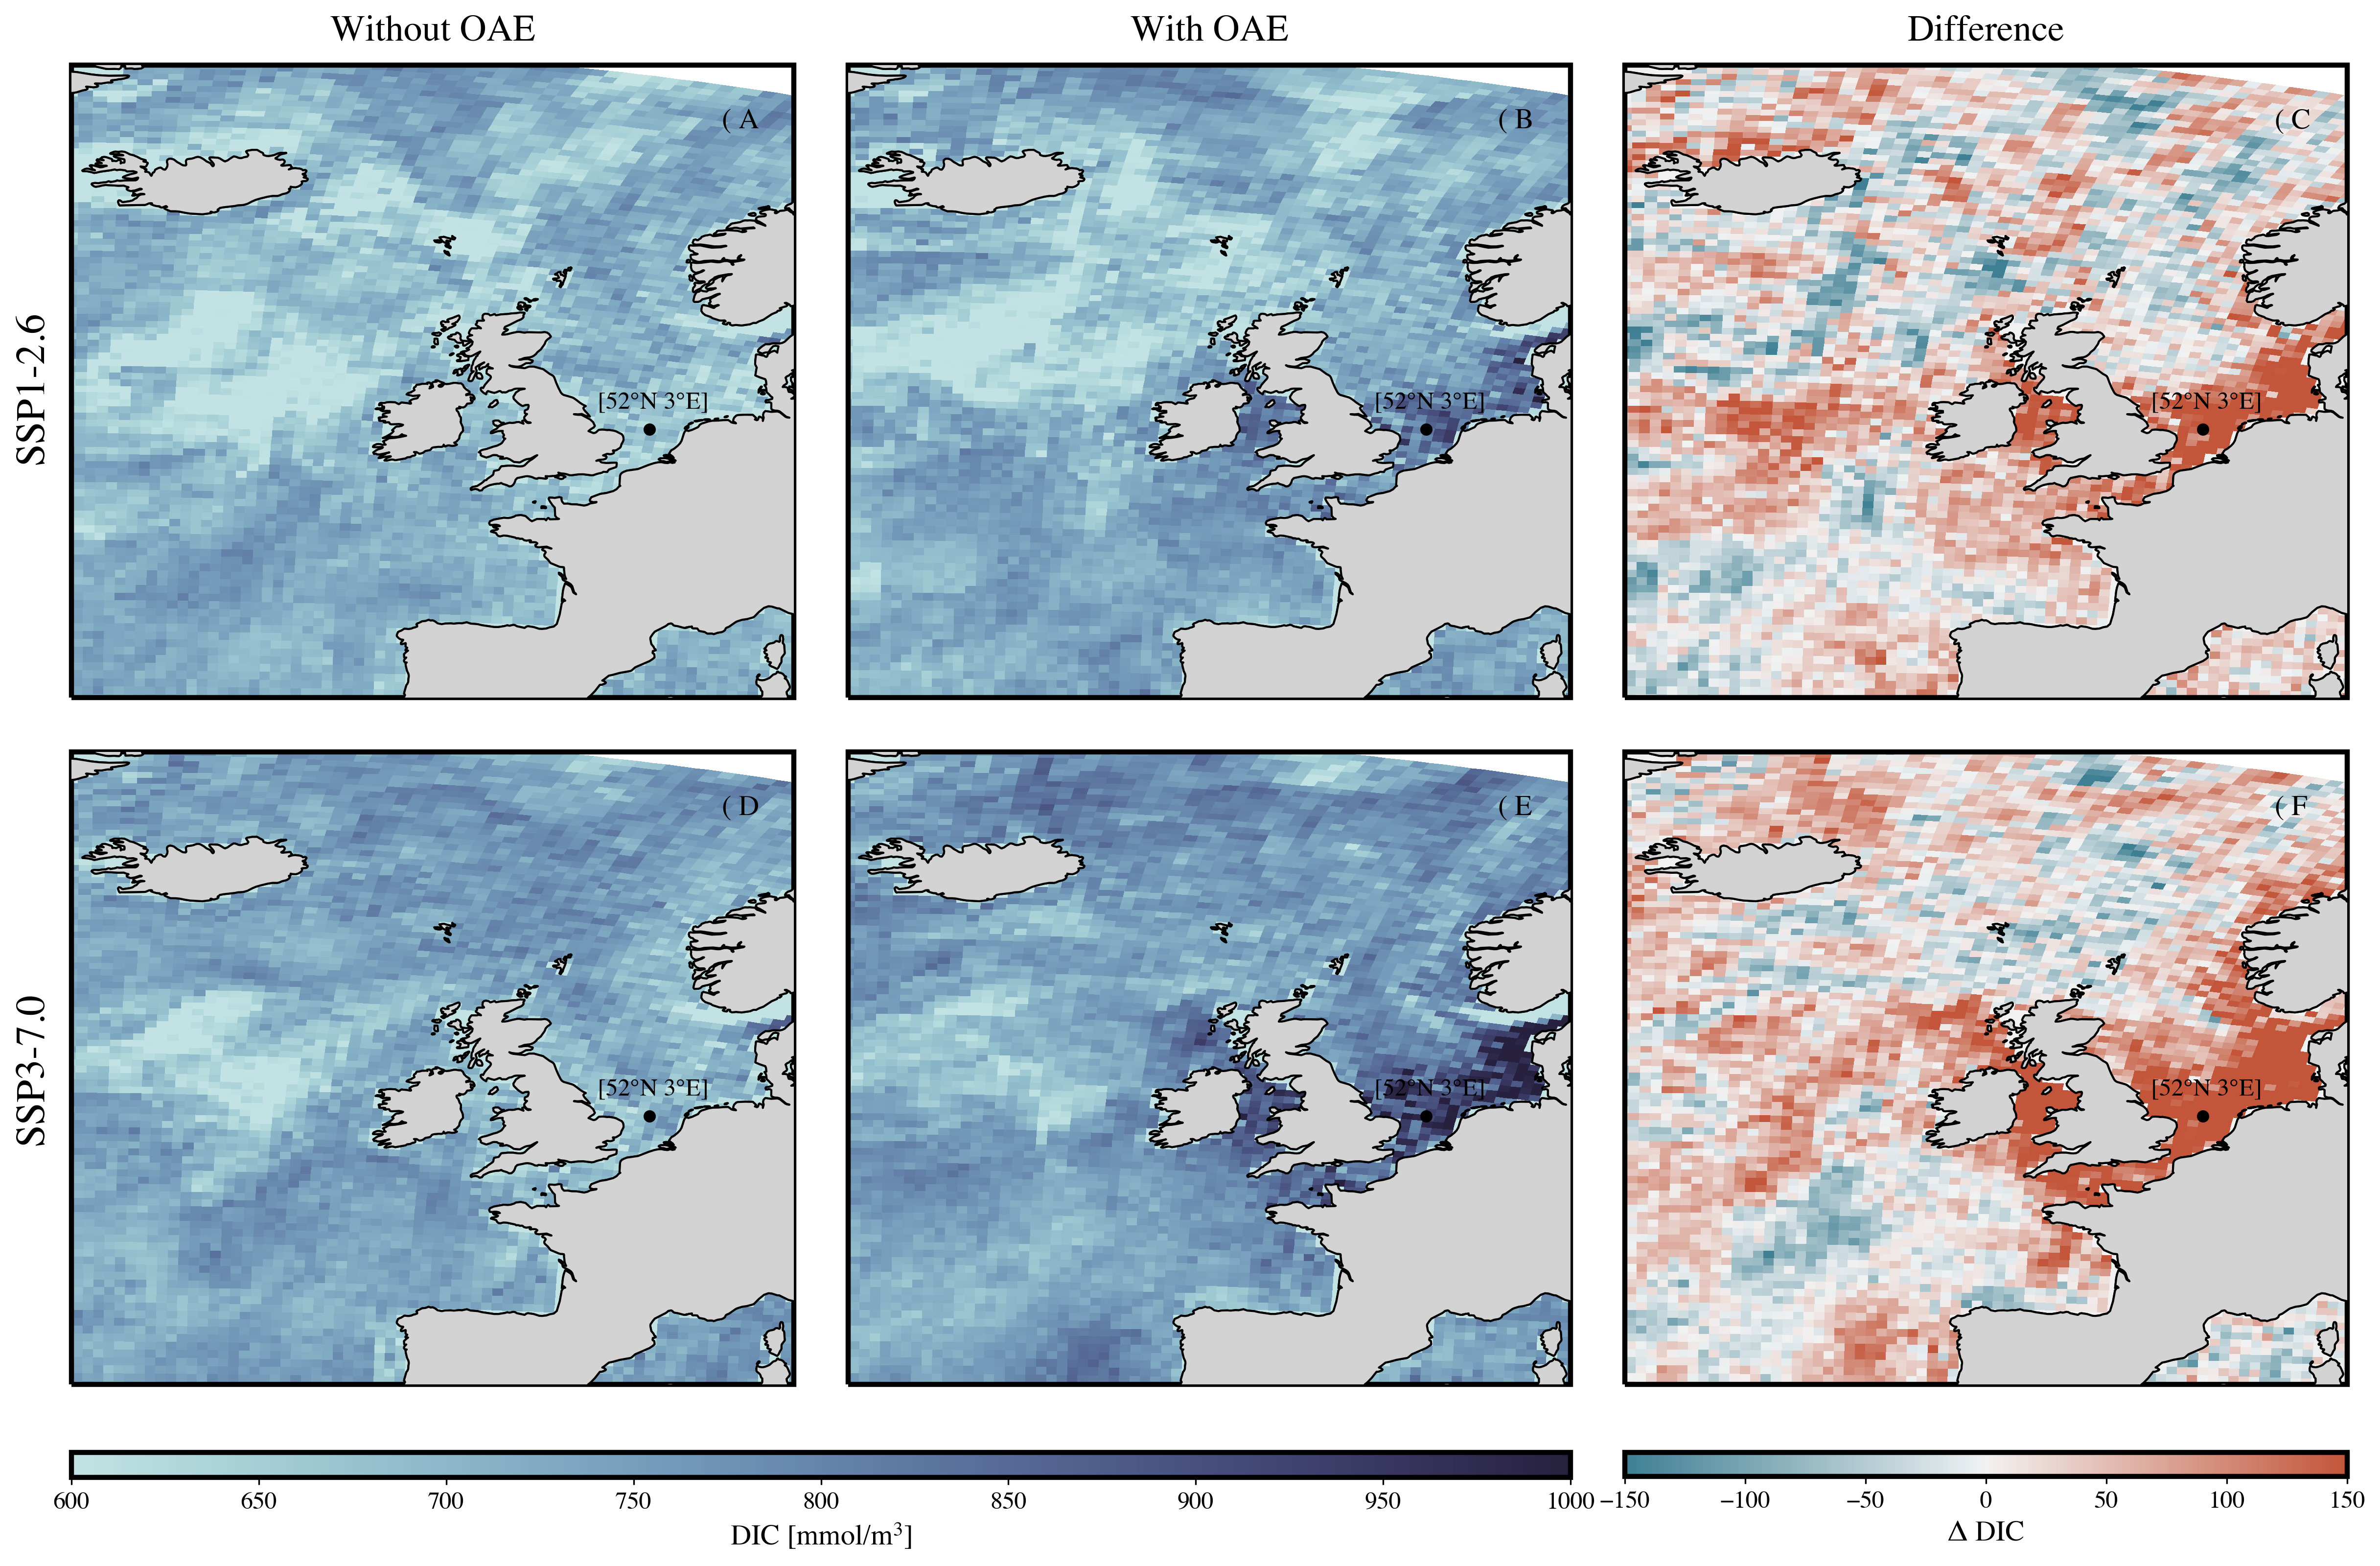 Without OAE
With OAE
Difference
SSP1-2.6
( A
( B
( C
[52°N 3°E]
[52°N 3°E]
[52°N 3°E]
SSP3-7.0
( D
( E
( F
[52°N 3°E]
[52°N 3°E]
[52°N 3°E]
600 650 700 750 800 850 900 950 1000
DIC [mmol/m³]
−150 −100 −50 0 50 100 150
Δ DIC